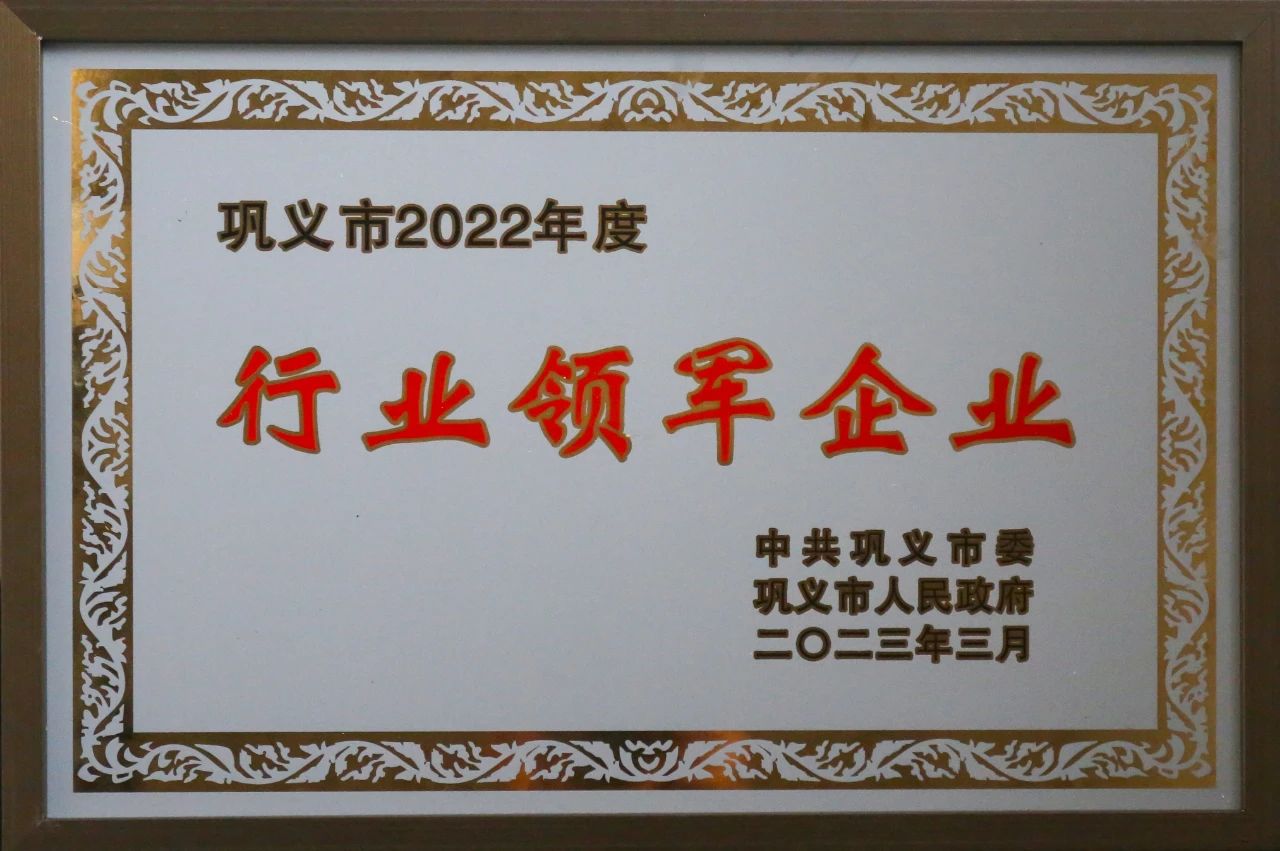 巩义市2022年度
行业领军企业
中共巩义市委
巩义市人民政府
二〇二三年三月